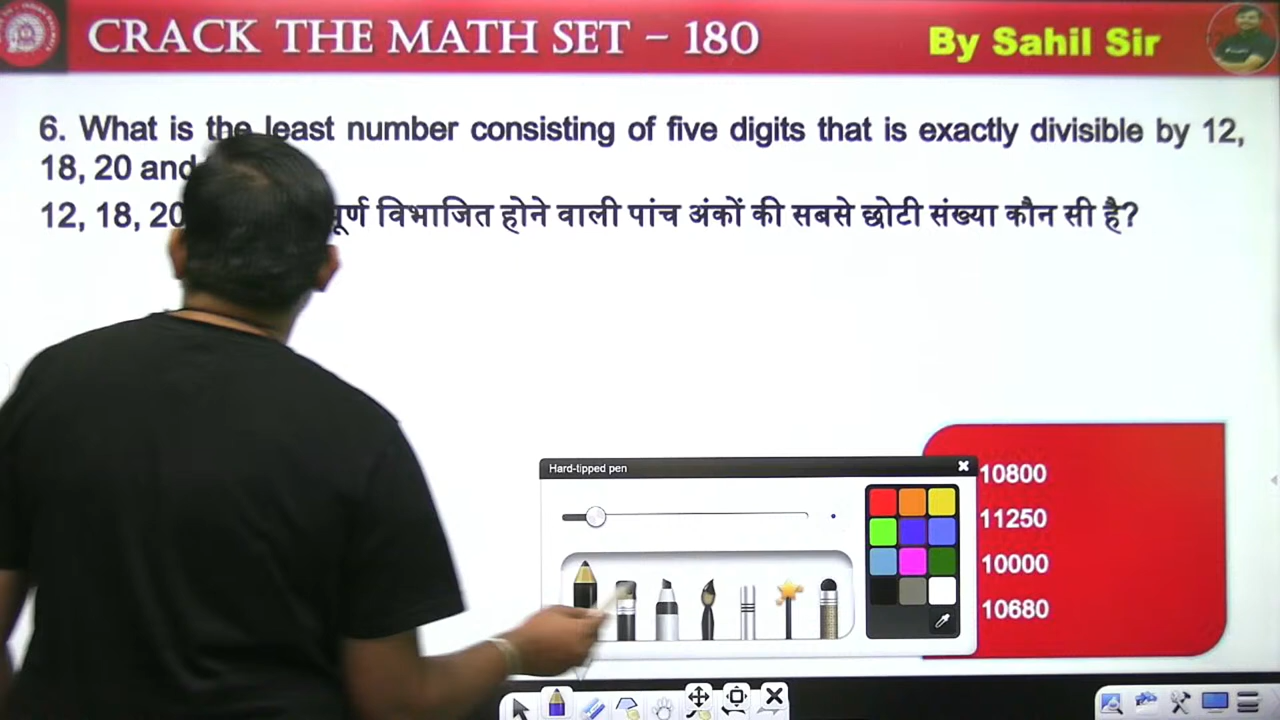 CRACK THE MATH SET – 180
By Sahil Sir
6. What is the least number consisting of five digits that is exactly divisible by 12,
18, 20 and
12, 18, 20 विभाजित होने वाली पांच अंकों की सबसे छोटी संख्या कौन सी है?
Hard-tipped pen
10800
11250
10000
10680